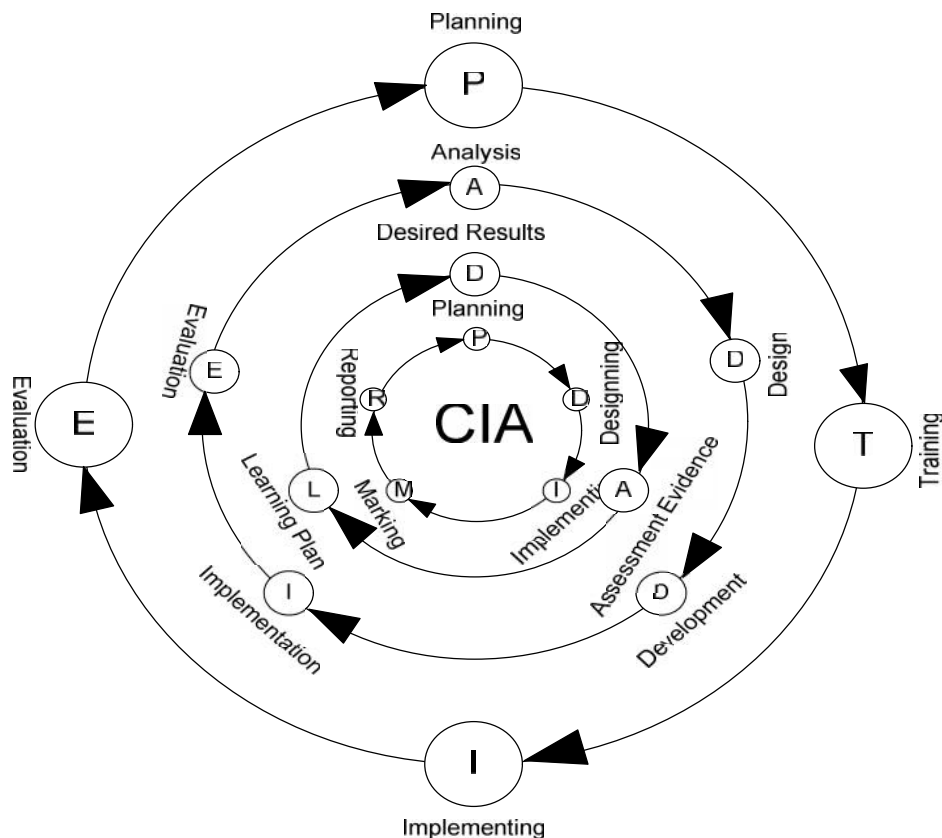 Planning
P
Analysis
A
Desired Results
D
Planning
P
Evaluation
E
D
Design
Reporting
R
D
Designning
Evaluation
E
CIA
T
Training
Learning Plan
L
Marking
M
I
Implementi
A
Assessment Evidence
Implementation
I
D
Development
I
Implementing